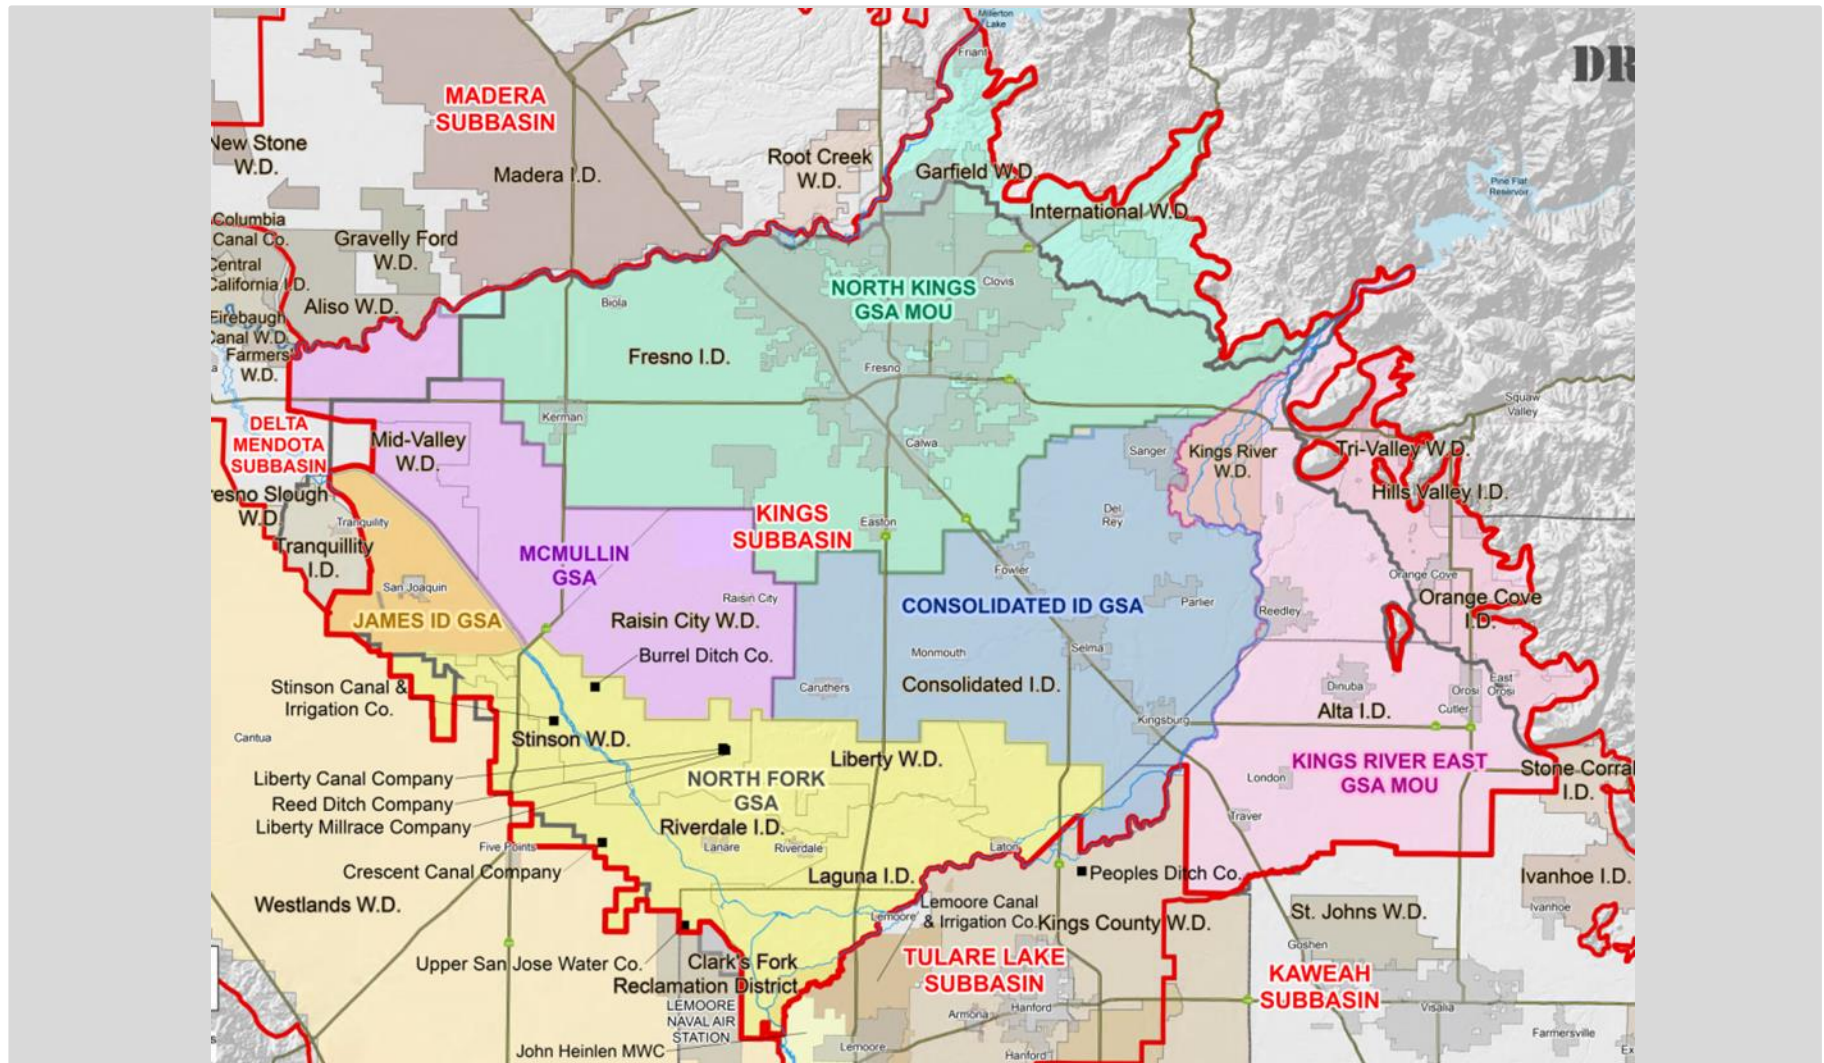 Millerton
Lake
Friant
DR
MADERA
SUBBASIN
New Stone
W.D.
Root Creek
W.D.
Madera I.D.
Garfield W.D.
Pine Flat
Reservoir
International W.D.
Columbia
Canal Co.
Gravelly Ford
W.D.
Central
California I.D.
Aliso W.D.
NORTH KINGS
GSA MOU
Clovis
Biola
Firebaugh
Canal W.D.
Farmers'
W.D.
Fresno I.D.
Fresno
Squaw
Valley
Kerman
DELTA
MENDOTA
SUBBASIN
Mid-Valley
W.D.
Calwa
Sanger
Kings River
W.D.
Tri-Valley W.D.
Hills Valley I.D.
resno Slough
W.D.
Tranquility
Tranquillity
I.D.
KINGS
SUBBASIN
Easton
Del
Rey
MCMULLIN
GSA
San Joaquin
JAMES ID GSA
Raisin City
Raisin City W.D.
Burrel Ditch Co.
Fowler
CONSOLIDATED ID GSA
Parlier
Reedley
Orange Cove
Orange Cove
I.D.
Monmouth
Selma
Caruthers
Consolidated I.D.
Kingsburg
Dinuba
Alta I.D.
Orosi
East
Orosi
Cutler
Stinson Canal &
Irrigation Co.
Cantua
Stinson W.D.
Liberty W.D.
Liberty Canal Company
Reed Ditch Company
Liberty Millrace Company
NORTH FORK
GSA
Riverdale I.D.
KINGS RIVER EAST
GSA MOU
London
Traver
Stone Corral
I.D.
Five Points
Lanare
Riverdale
Laton
Crescent Canal Company
Laguna I.D.
Peoples Ditch Co.
Ivanhoe I.D.
Ivanhoe
Westlands W.D.
Lemoore
Lemoore Canal
& Irrigation Co.
Kings County W.D.
St. Johns W.D.
Goshen
Upper San Jose Water Co.
Clark's Fork
Reclamation District
TULARE LAKE
SUBBASIN
KAWEAH
SUBBASIN
LEMOORE
NAVAL AIR
STATION
Armona
Hanford
Visalia
Farmersville
John Heinlen MWC
Lemoore
Hanford
Ex